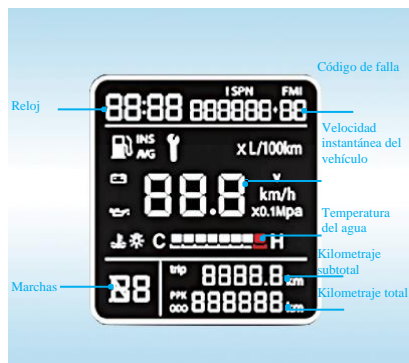 Código de falla
1 SPN FMI
Reloj
88:88 888888·88
Velocidad
instantánea del
vehículo
INS
AVG
x L/100km
V
88.8
km/h
x0.1Mpa
Temperatura
del agua
C H
Kilometraje
subtotal
trip 8888.8 km
Marchas
88
Kilometraje total
888888 km